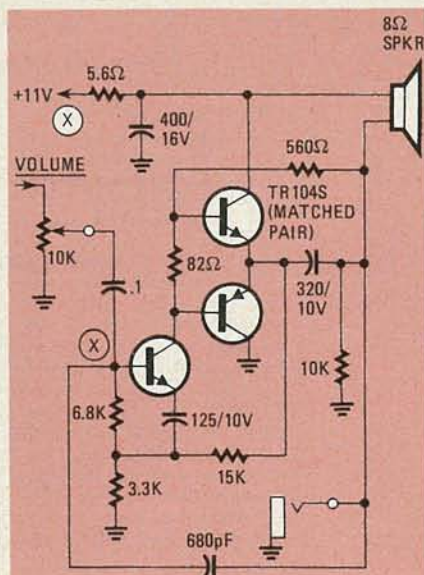 8Ω
SPKR
5.6Ω
+11V
X
400/
16V
560Ω
VOLUME
TR104S
(MATCHED
PAIR)
10K
82Ω
.1
320/
10V
X
10K
6.8K
125/10V
15K
3.3K
680pF